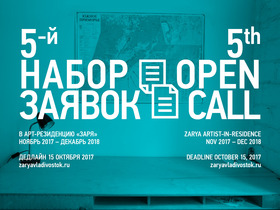 5-й
НАБОР
ЗАЯВОК
В АРТ-РЕЗИДЕНЦИЮ «ЗАРЯ»
НОЯБРЬ 2017 – ДЕКАБРЬ 2018
ДЕДЛАЙН 15 ОКТЯБРЯ 2017
zaryavladivostok.ru
5th
OPEN
CALL
ZARYA ARTIST-IN-RESIDENCE
NOV 2017 – DEC 2018
DEADLINE OCTOBER 15, 2017
zaryavladivostok.ru